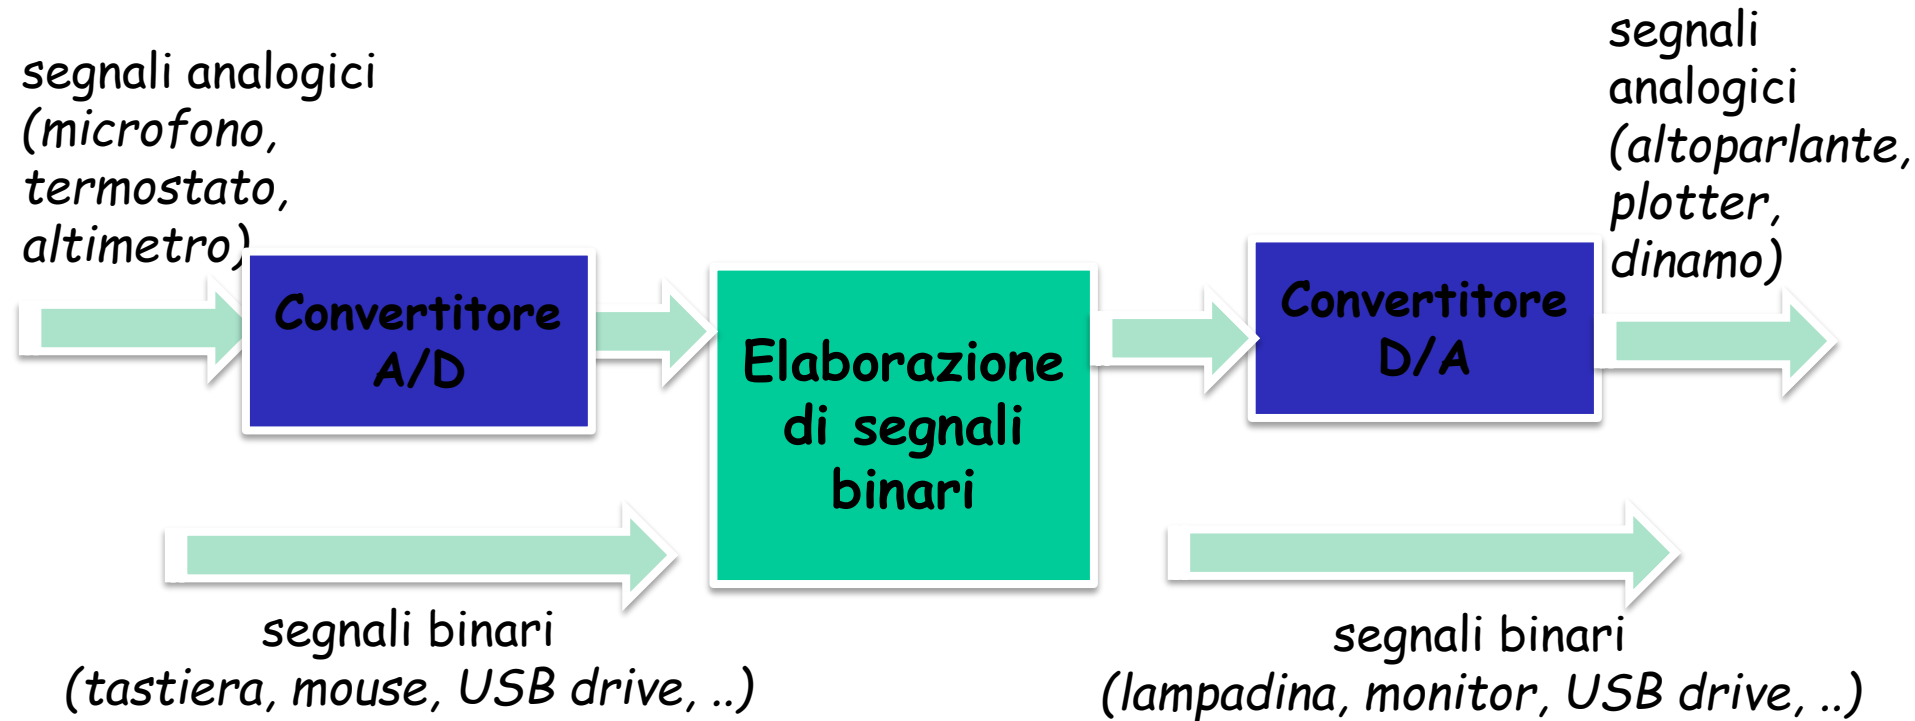 segnali analogici
(microfono,
termostato,
altimetro)
Convertitore
A/D
Elaborazione
di segnali
binari
Convertitore
D/A
segnali
analogici
(altoparlante,
plotter,
dinamo)
segnali binari
(tastiera, mouse, USB drive, ..)
segnali binari
(lampadina, monitor, USB drive, ..)